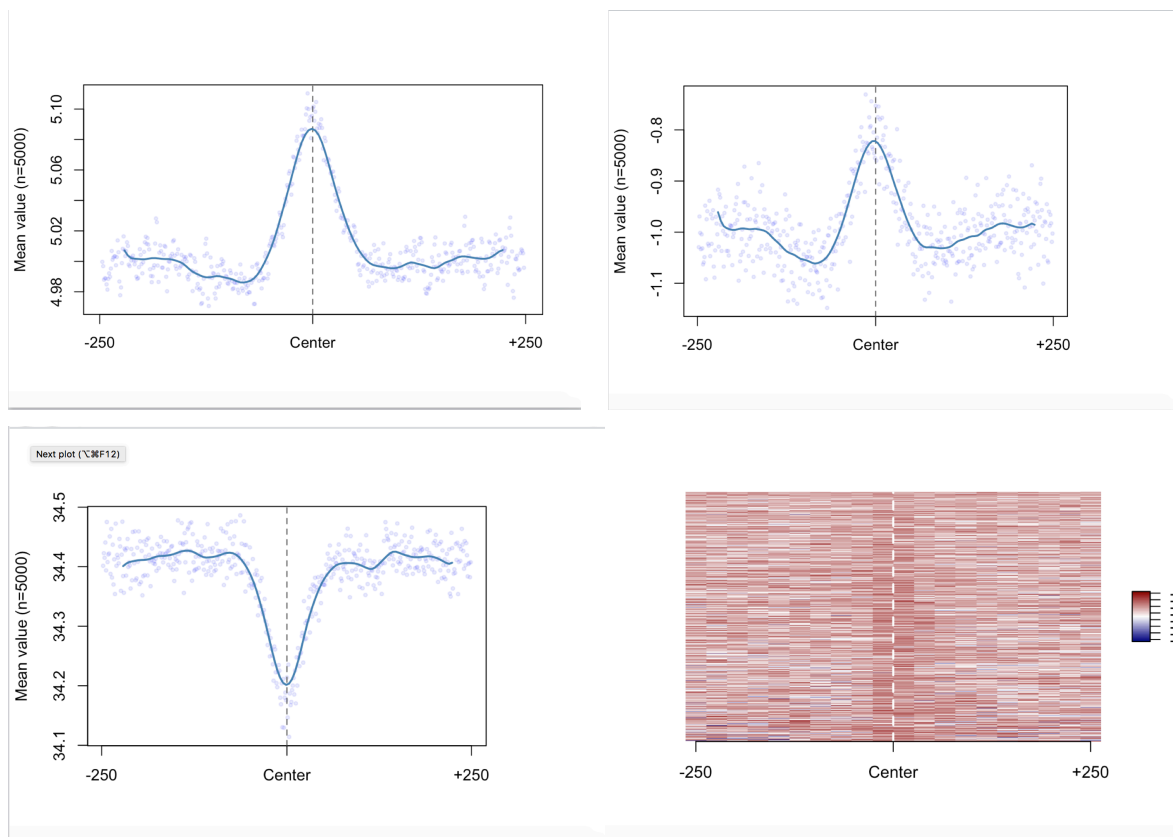 Mean value (n=5000)
5.10
5.06
5.02
4.98
-250
Center
+250
Mean value (n=5000)
-0.8
-0.9
-1.0
-1.1
-250
Center
+250
Next plot (⌥⌘F12)
Mean value (n=5000)
34.5
34.4
34.3
34.2
34.1
-250
Center
+250
-250
Center
+250